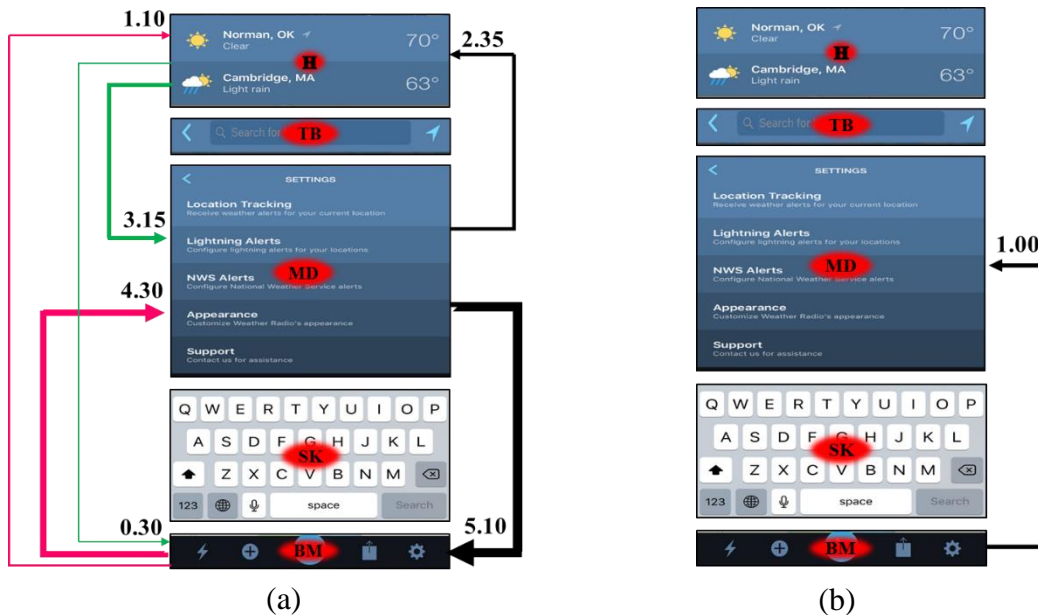 1.10
Norman, OK
Clear
70°
H
Cambridge, MA
Light rain
63°
2.35
Search for
TB
SETTINGS
Location Tracking
Receive weather alerts for your current location
3.15
Lightning Alerts
Configure lightning alerts for your locations
MD
NWS Alerts
Configure National Weather Service alerts
4.30
Appearance
Customize Weather Radio's appearance
Support
Contact us for assistance
Q W E R T Y U I O P
A S D F G H J K L
SK
Z X C V B N M
123 space Search
0.30
BM
5.10
(a)
Norman, OK
Clear
70°
H
Cambridge, MA
Light rain
63°
Search for
TB
SETTINGS
Location Tracking
Receive weather alerts for your current location
Lightning Alerts
Configure lightning alerts for your locations
1.00
MD
NWS Alerts
Configure National Weather Service alerts
Appearance
Customize Weather Radio's appearance
Support
Contact us for assistance
Q W E R T Y U I O P
A S D F G H J K L
SK
Z X C V B N M
123 space Search
BM
(b)